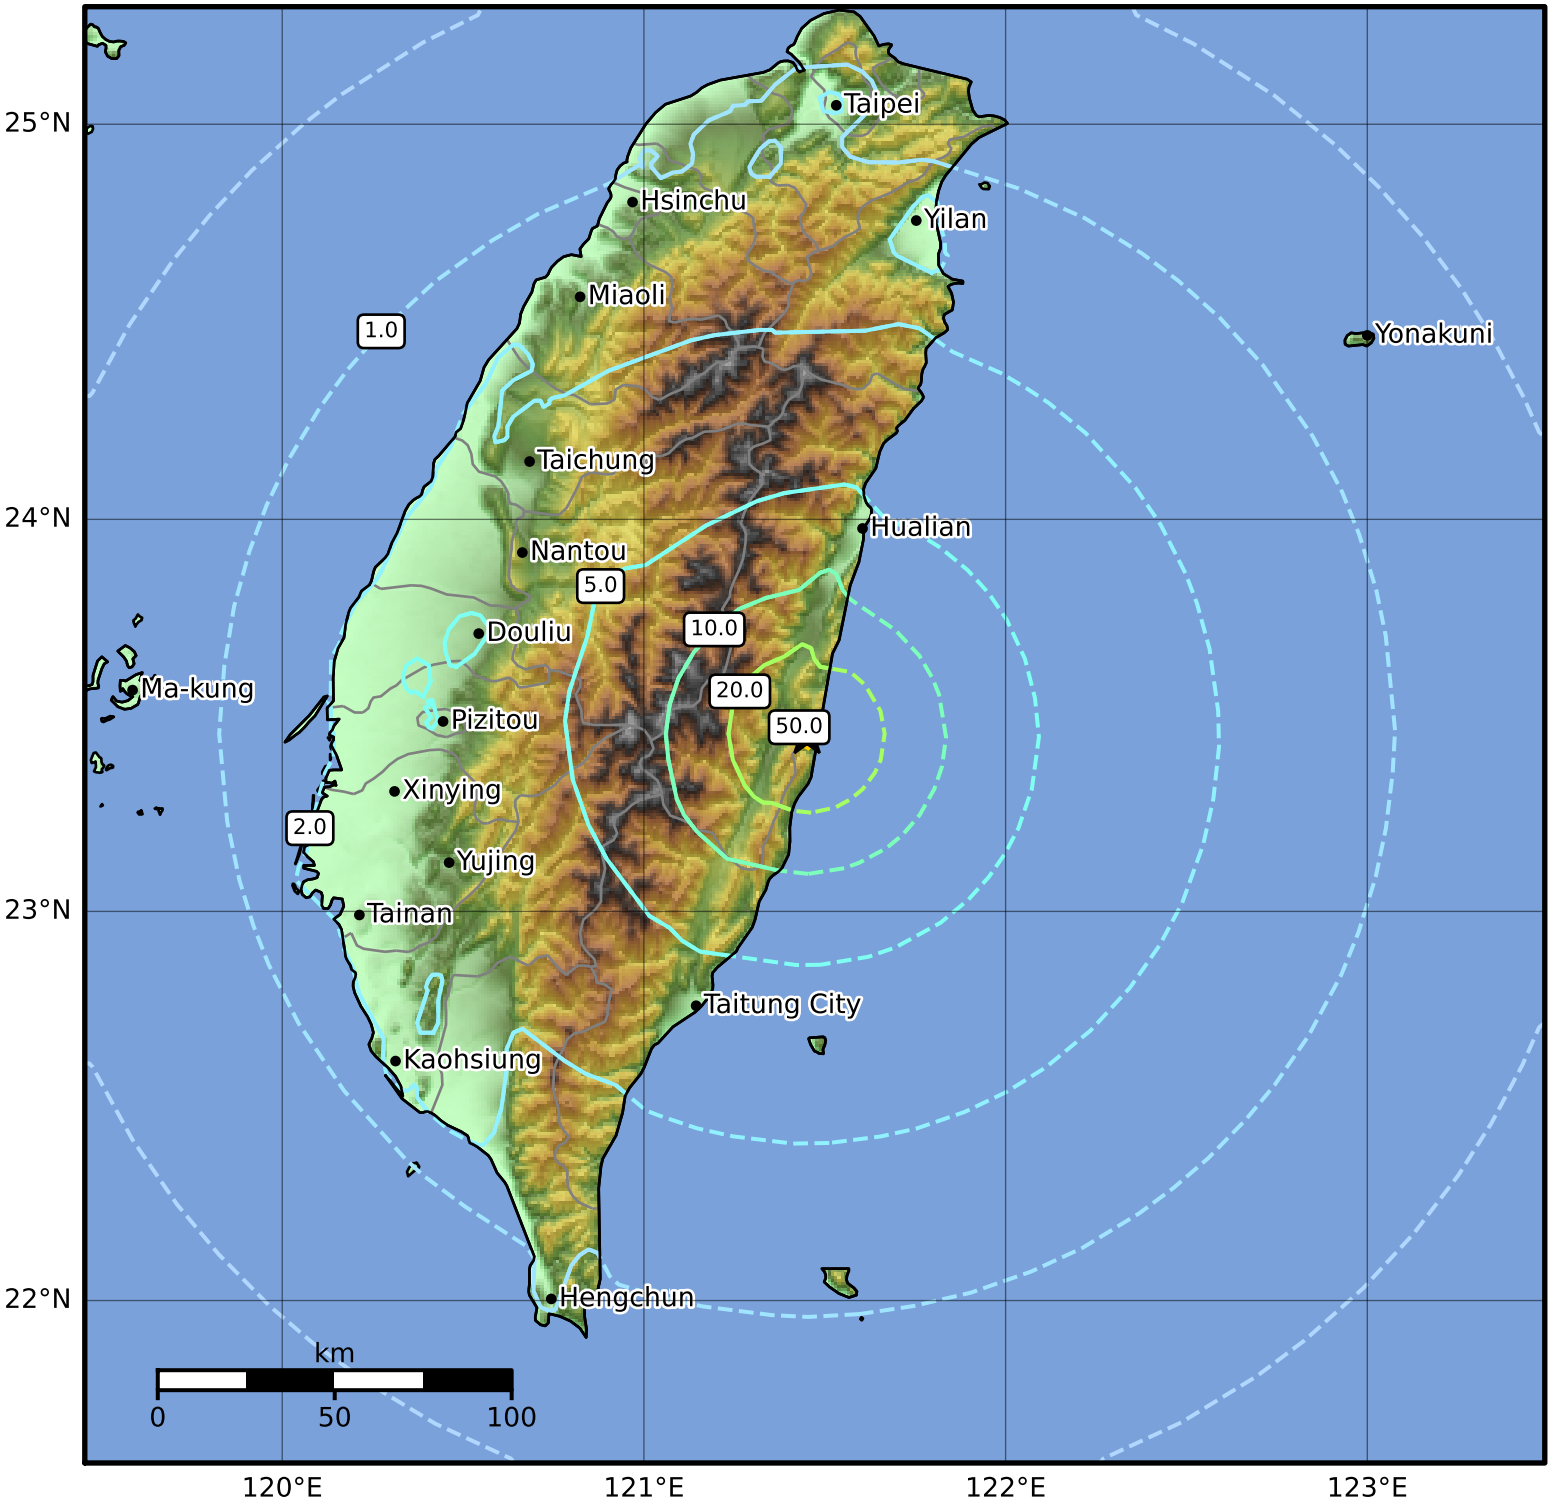 25°N
24°N
23°N
22°N
Taipei
Hsinchu
Yilan
Miaoli
1.0
Yonakuni
Taichung
Hualian
Nantou
5.0
10.0
Douliu
20.0
Ma-kung
50.0
Pizitou
Xinying
2.0
Yujing
Tainan
Taitung City
Kaohsiung
Hengchun
km
0 50 100
120°E 121°E 122°E 123°E